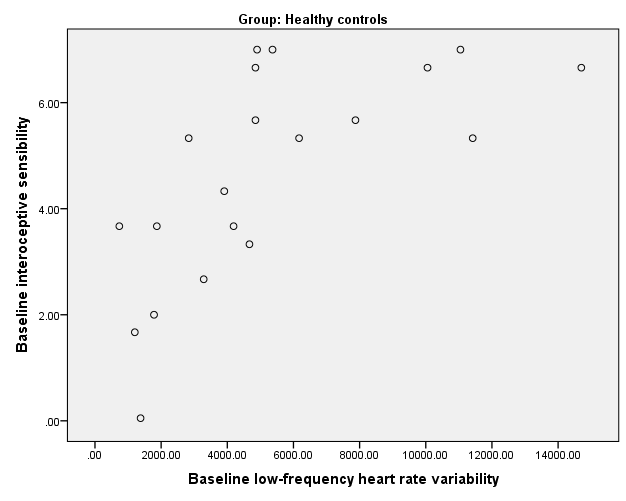 Group: Healthy controls
Baseline interoceptive sensibility
6.00
4.00
2.00
.00
.00 2000.00 4000.00 6000.00 8000.00 10000.00 12000.00 14000.00
Baseline low-frequency heart rate variability